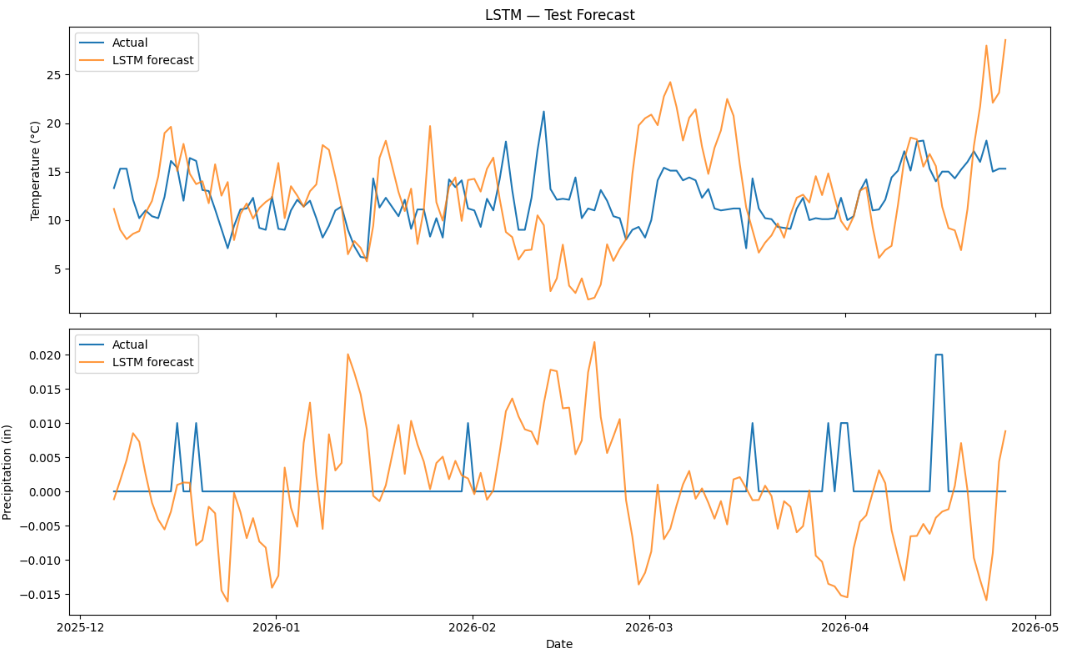 LSTM — Test Forecast
Actual
LSTM forecast
Temperature (°C)
25
20
15
10
5
Actual
LSTM forecast
Precipitation (in)
0.020
0.015
0.010
0.005
0.000
−0.005
−0.010
−0.015
2025-12
2026-01
2026-02
2026-03
2026-04
2026-05
Date